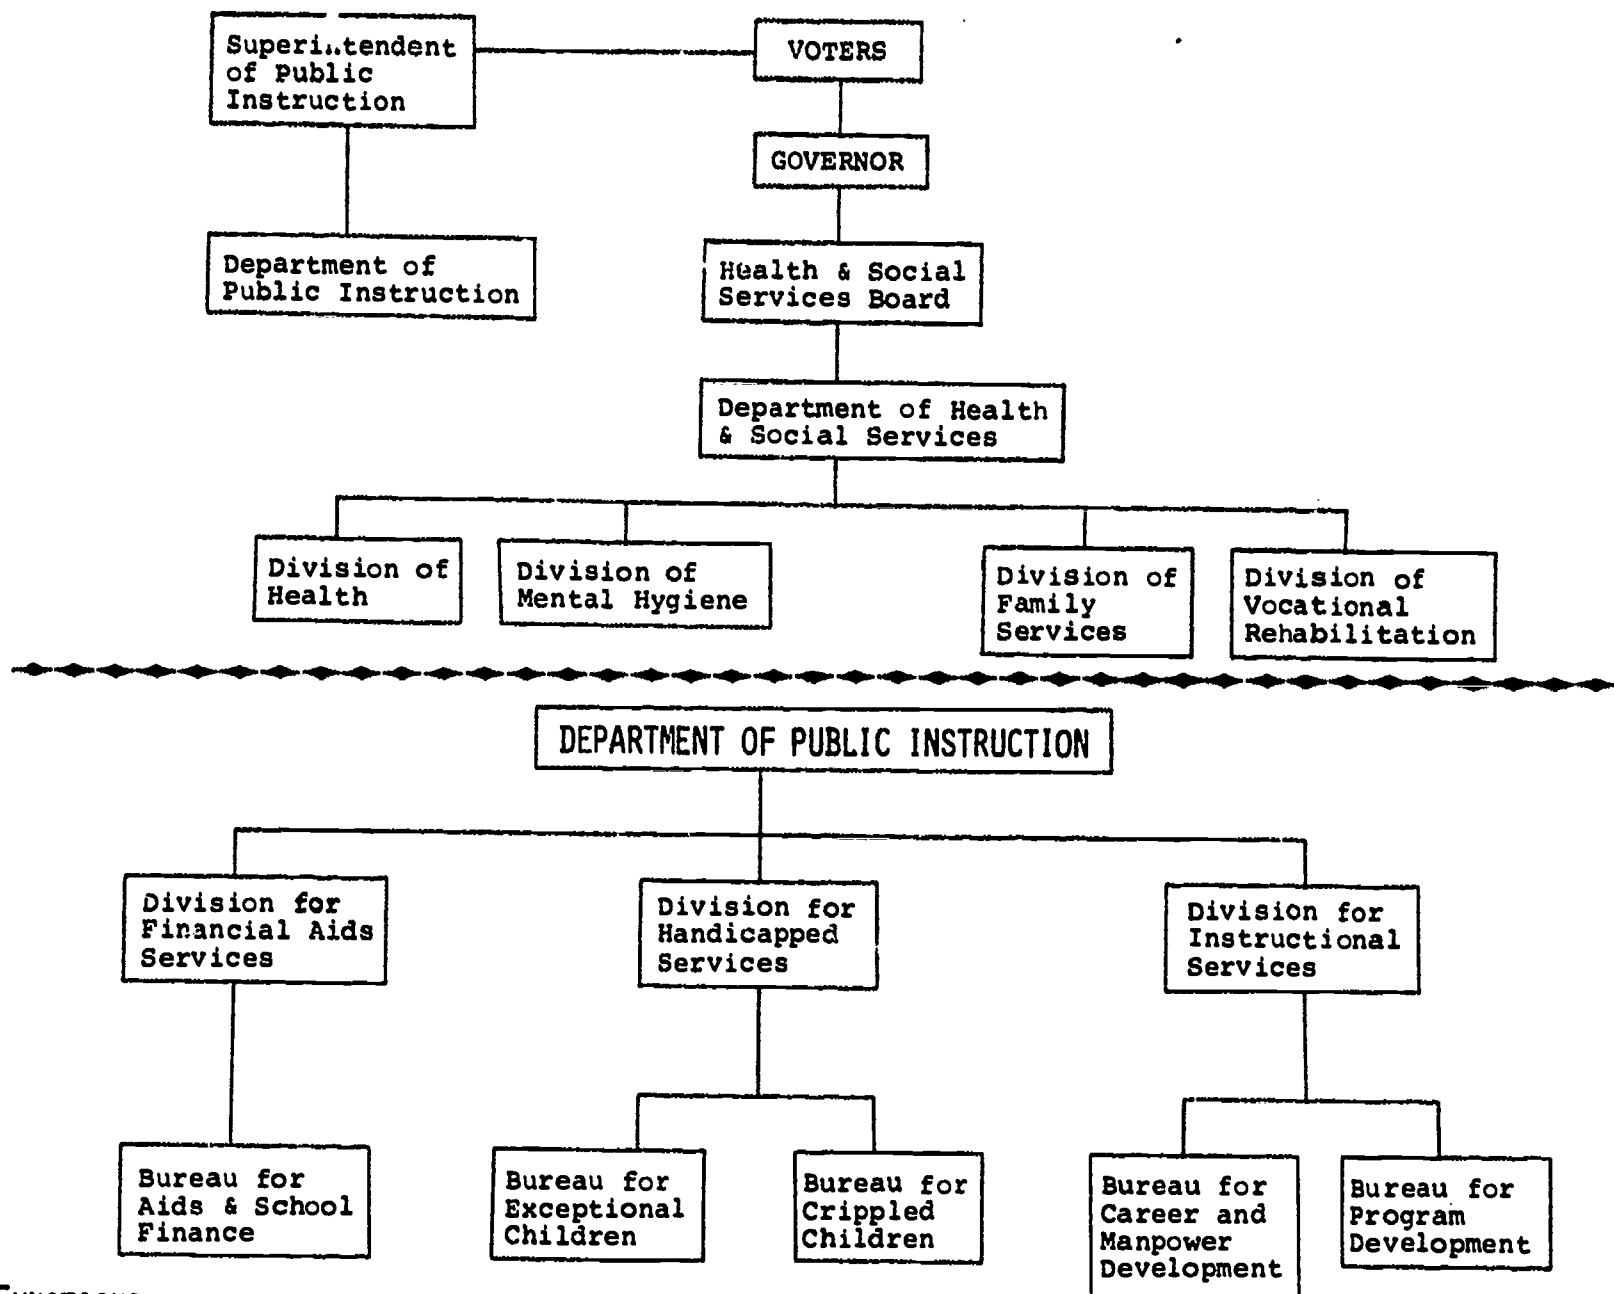 Superintendent
of Public
Instruction
VOTERS
GOVERNOR
Department of
Public Instruction
Health & Social
Services Board
Department of Health
& Social Services
Division of
Health
Division of
Mental Hygiene
Division of
Family
Services
Division of
Vocational
Rehabilitation
DEPARTMENT OF PUBLIC INSTRUCTION
Division for
Financial Aids
Services
Division for
Handicapped
Services
Division for
Instructional
Services
Bureau for
Aids & School
Finance
Bureau for
Exceptional
Children
Bureau for
Crippled
Children
Bureau for
Career and
Manpower
Development
Bureau for
Program
Development